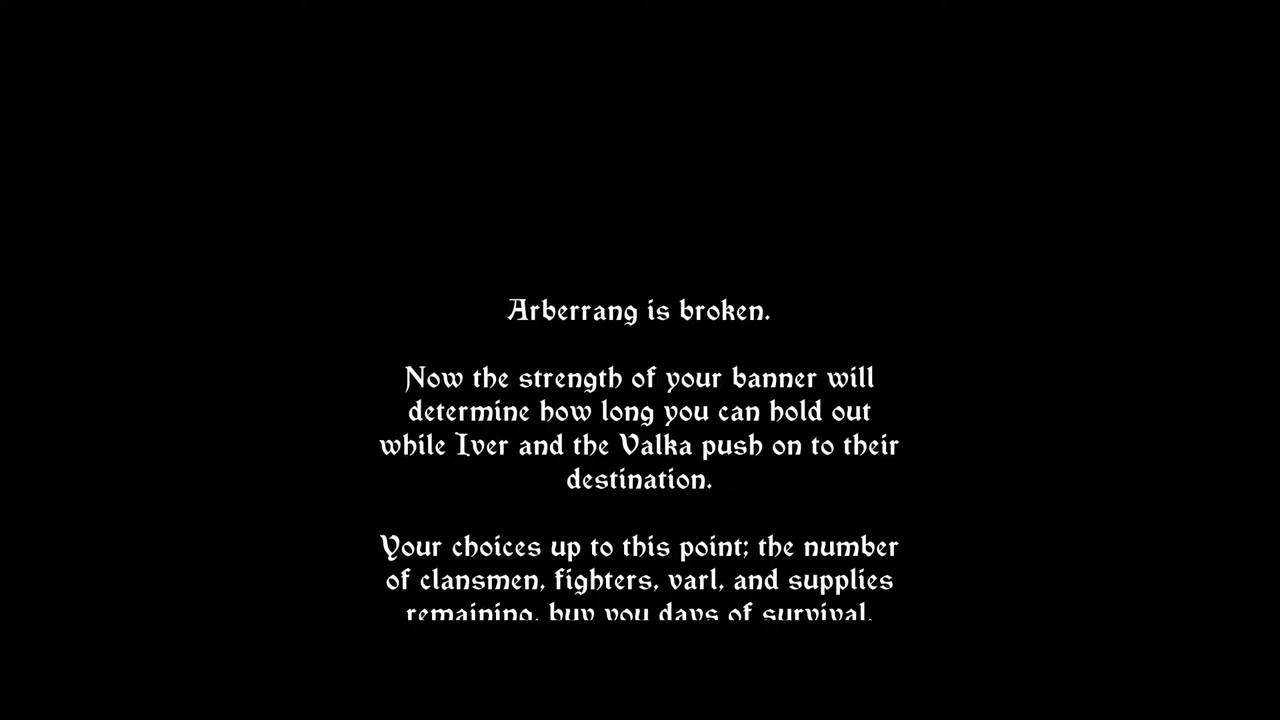 Arberrang is broken.
Now the strength of your banner will
determine how long you can hold out
while Iver and the Valka push on to their
destination.
Your choices up to this point; the number
of clansmen, fighters, varl, and supplies
remaining, buy you days of survival.